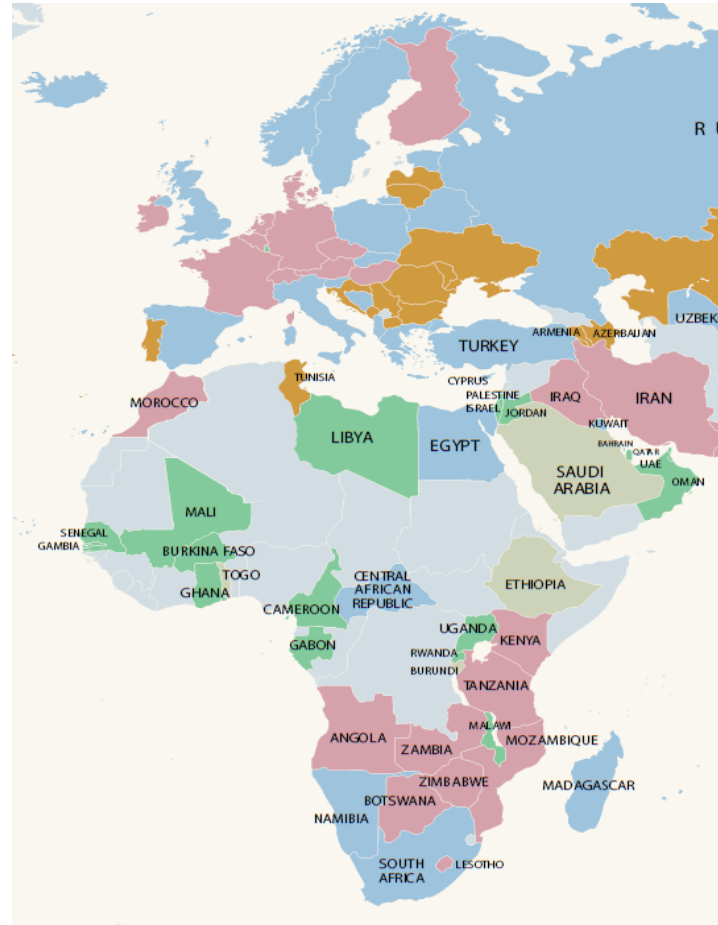 R U
UZBEK
ARMENIA
AZERBAIJAN
TURKEY
TUNISIA
CYPRUS
PALESTINE
ISRAEL
JORDAN
IRAQ
IRAN
MOROCCO
KUWAIT
LIBYA
EGYPT
BAHRAIN
QATAR
UAE
SAUDI
ARABIA
OMAN
MALI
SENEGAL
GAMBIA
BURKINA FASO
TOGO
GHANA
CENTRAL
AFRICAN
REPUBLIC
ETHIOPIA
CAMEROON
UGANDA
KENYA
GABON
RWANDA
BURUNDI
TANZANIA
MALAWI
ANGOLA
MOZAMBIQUE
ZAMBIA
ZIMBABWE
MADAGASCAR
BOTSWANA
NAMIBIA
SOUTH
AFRICA
LESOTHO